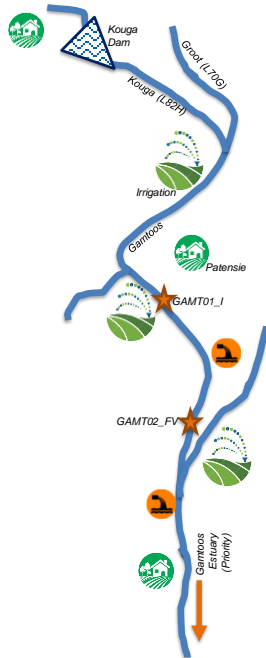 Kouga
Dam
Groot (L70G)
Kouga (L82H)
Irrigation
Gamtoos
Patensie
GAMT01_I
GAMT02_FV
Gamtoos
Estuary
(Priority)